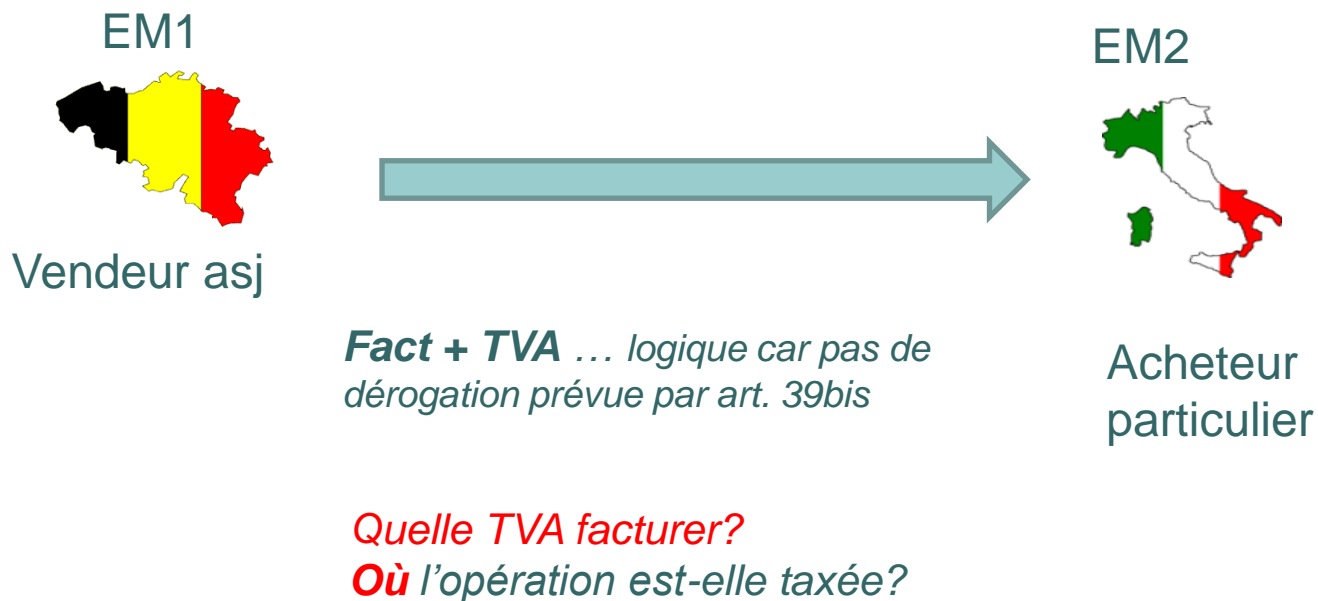 EM1
EM2
Vendeur asj
Fact + TVA … logique car pas de
dérogation prévue par art. 39bis
Acheteur
particulier
Quelle TVA facturer?
Où l’opération est-elle taxée?